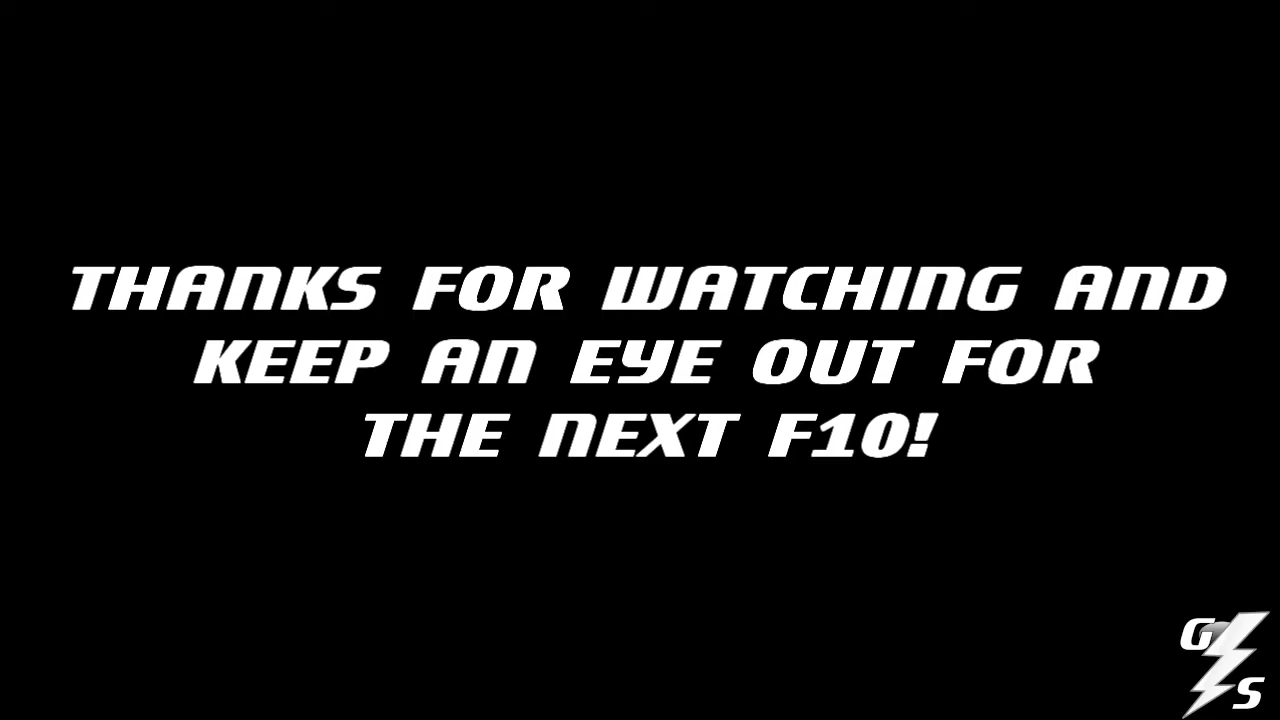 THANKS FOR WATCHING AND
KEEP AN EYE OUT FOR
THE NEXT F10!
G
S